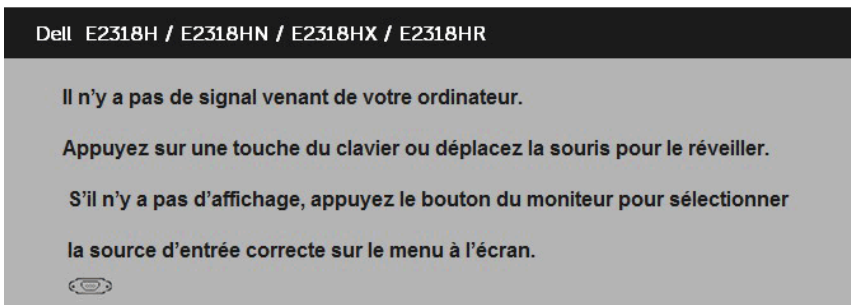 Dell E2318H / E2318HN / E2318HX / E2318HR
Il n’y a pas de signal venant de votre ordinateur.
Appuyez sur une touche du clavier ou déplacez la souris pour le réveiller.
S’il n’y a pas d’affichage, appuyez le bouton du moniteur pour sélectionner
la source d’entrée correcte sur le menu à l’écran.